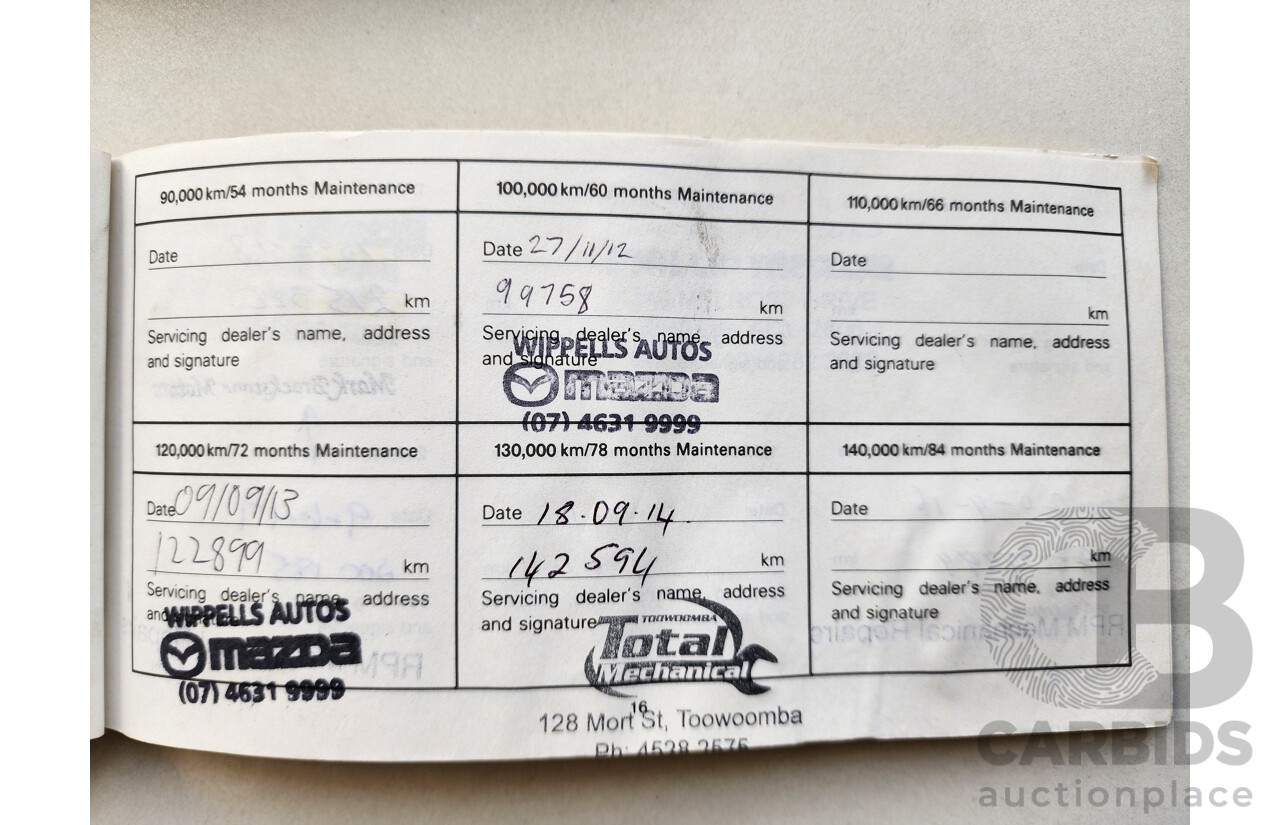 90,000 km/54 months Maintenance
Date
km
Servicing dealer's name, address
and signature
100,000 km/60 months Maintenance
Date 27/11/12
99758 km
Servicing dealer's name, address
and signature
WIPPELLS AUTOS
mazda
(07) 4631 9999
110,000 km/66 months Maintenance
Date
km
Servicing dealer's name, address
and signature
120,000 km/72 months Maintenance
Date 09/09/13
122899 km
Servicing dealer's name, address
and
WIPPELLS AUTOS
mazda
(07) 4631 9999
130,000 km/78 months Maintenance
Date 18.09.14.
142594 km
Servicing dealer's name, address
and signature
TOOWOOMBA
Total
Mechanical
16
128 Mort St, Toowoomba
Ph: 4528 2575
140,000 km/84 months Maintenance
Date
km
Servicing dealer's name, address
and signature
CARBIDS
auctionplace